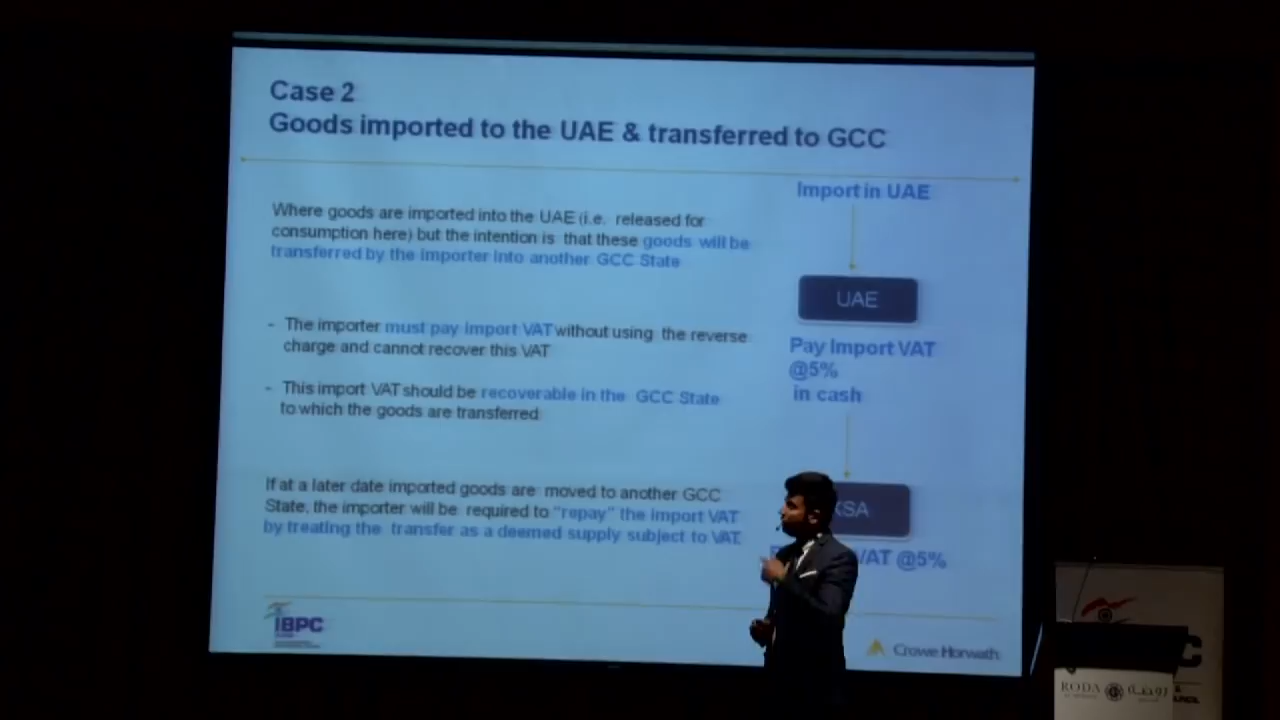 Case 2
Goods imported to the UAE & transferred to GCC
Where goods are imported into the UAE (i.e. released for
consumption here) but the intention is that these goods will be
transferred by the importer into another GCC State
- The importer must pay import VAT without using the reverse
charge and cannot recover this VAT
- This import VAT should be recoverable in the GCC State
to which the goods are transferred
If at a later date imported goods are moved to another GCC
State, the importer will be required to “repay” the import VAT
by treating the transfer as a deemed supply subject to VAT.
Import in UAE
UAE
Pay Import VAT
@5%
in cash
KSA
VAT @5%
IBPC
Crowe Horwath
RODA
روضة